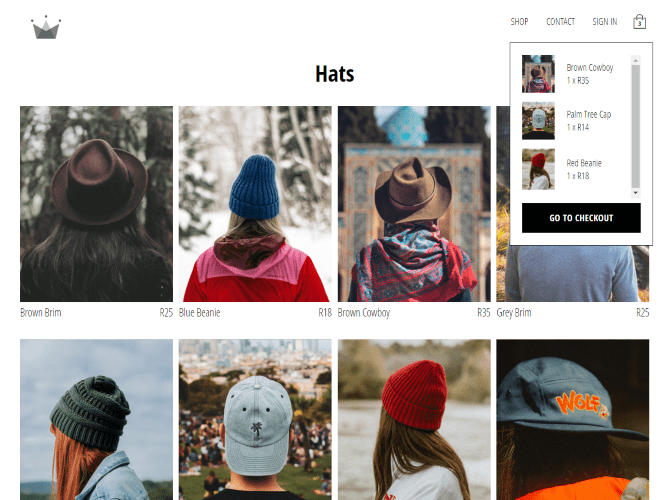 SHOP
CONTACT
SIGN IN
3
Hats
Brown Cowboy
1 x R35
Palm Tree Cap
1 x R14
Red Beanie
1 x R18
GO TO CHECKOUT
Brown Brim
R25
Blue Beanie
R18
Brown Cowboy
R35
Grey Brim
R25
WOLF